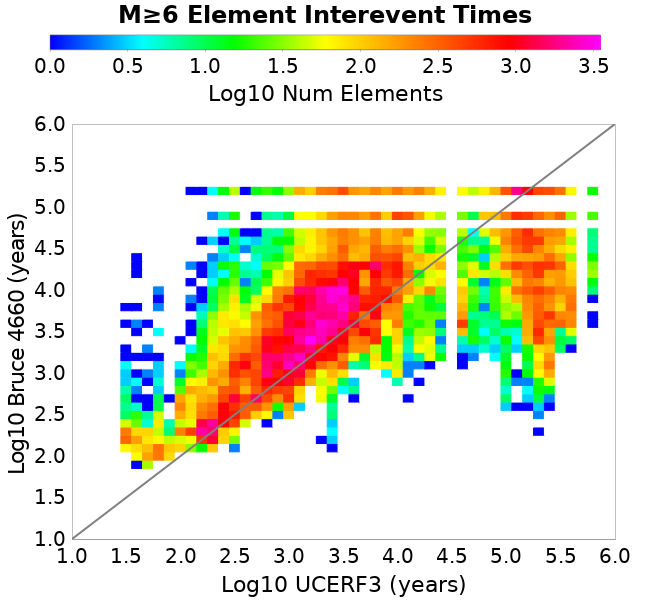 M≥6 Element Interevent Times
0.0 0.5 1.0 1.5 2.0 2.5 3.0 3.5
Log10 Num Elements
6.0
5.5
5.0
4.5
4.0
3.5
3.0
2.5
2.0
1.5
1.0
Log10 Bruce 4660 (years)
1.0 1.5 2.0 2.5 3.0 3.5 4.0 4.5 5.0 5.5 6.0
Log10 UCERF3 (years)